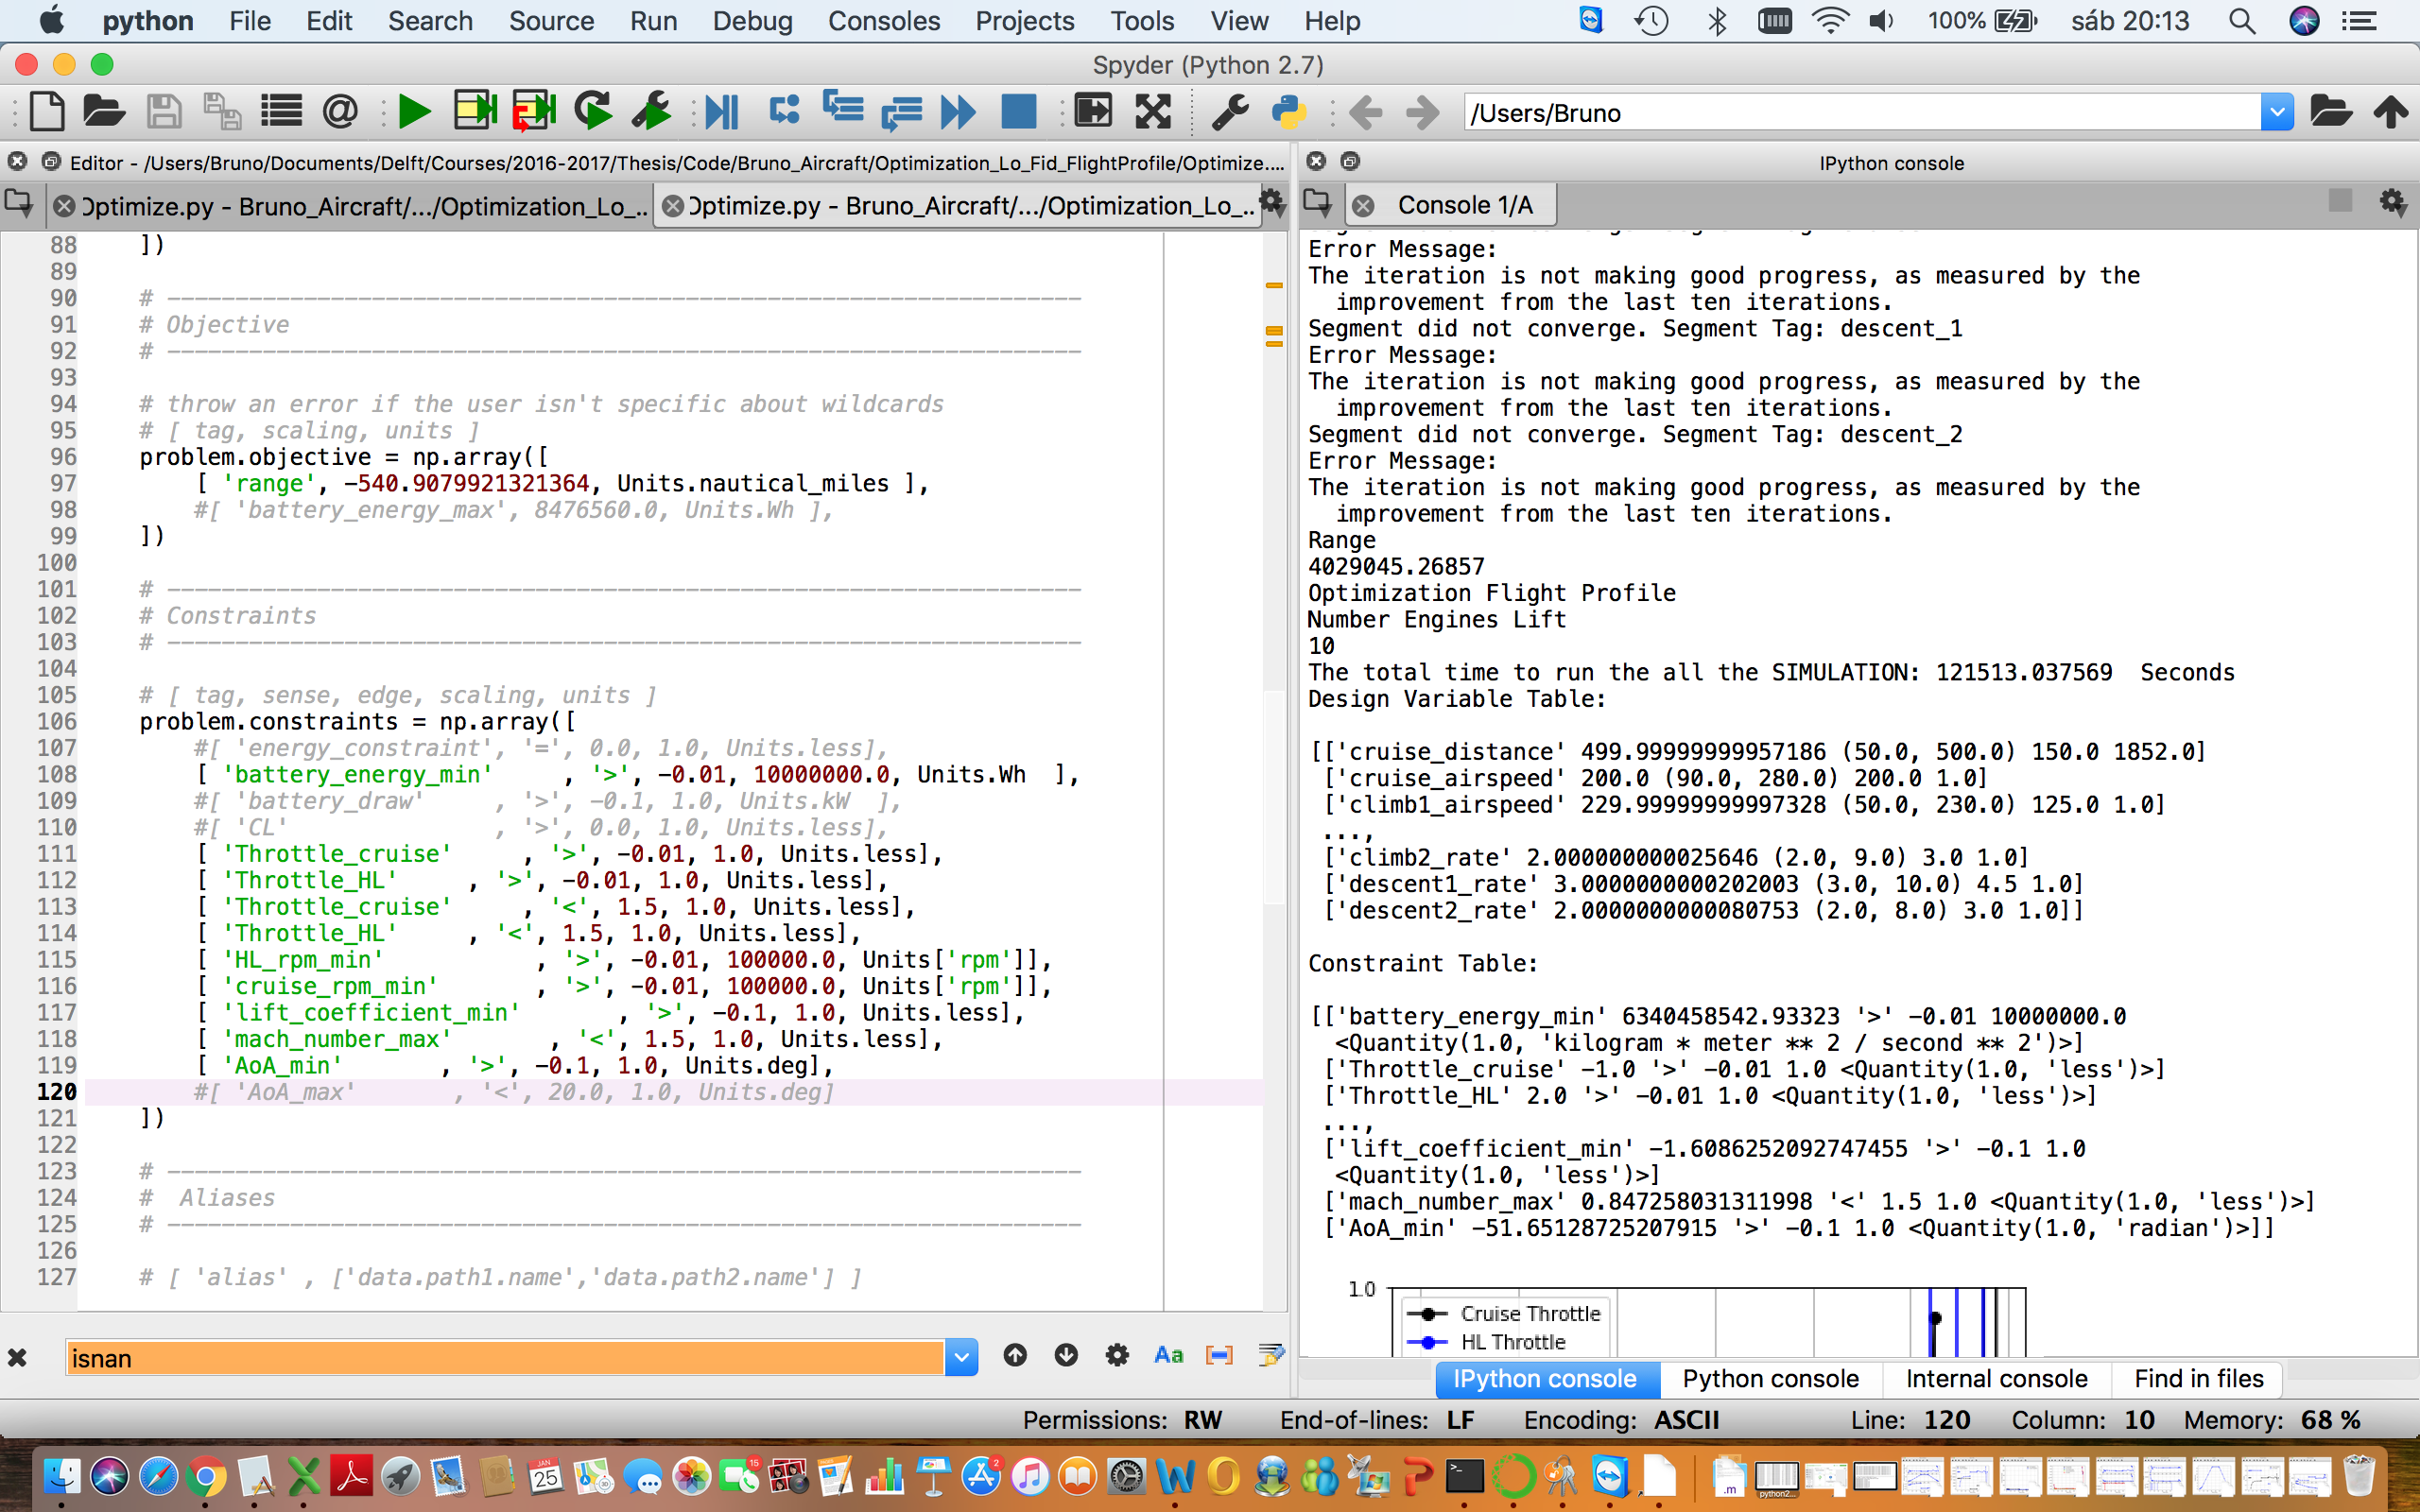 python File Edit Search Source Run Debug Consoles Projects Tools View Help 100% sáb 20:13
Spyder (Python 2.7)
/Users/Bruno
Editor - /Users/Bruno/Documents/Delft/Courses/2016-2017/Thesis/Code/Bruno_Aircraft/Optimization_Lo_Fid_FlightProfile/Optimize....
Optimize.py - Bruno_Aircraft/.../Optimization_Lo_..
Optimize.py - Bruno_Aircraft/.../Optimization_Lo_..
88 ])
89
90 # -------------------------------------------------------------------
91 # Objective
92 # -------------------------------------------------------------------
93
94 # throw an error if the user isn't specific about wildcards
95 # [ tag, scaling, units ]
96 problem.objective = np.array([
97 [ 'range', -540.9079921321364, Units.nautical_miles ],
98 #[ 'battery_energy_max', 8476560.0, Units.Wh ],
99 ])
100
101 # -------------------------------------------------------------------
102 # Constraints
103 # -------------------------------------------------------------------
104
105 # [ tag, sense, edge, scaling, units ]
106 problem.constraints = np.array([
107 #[ 'energy_constraint', '=', 0.0, 1.0, Units.less],
108 [ 'battery_energy_min' , '>', -0.01, 10000000.0, Units.Wh ],
109 #[ 'battery_draw' , '>', -0.1, 1.0, Units.kW ],
110 #[ 'CL' , '>', 0.0, 1.0, Units.less],
111 [ 'Throttle_cruise' , '>', -0.01, 1.0, Units.less],
112 [ 'Throttle_HL' , '>', -0.01, 1.0, Units.less],
113 [ 'Throttle_cruise' , '<', 1.5, 1.0, Units.less],
114 [ 'Throttle_HL' , '<', 1.5, 1.0, Units.less],
115 [ 'HL_rpm_min' , '>', -0.01, 100000.0, Units['rpm']],
116 [ 'cruise_rpm_min' , '>', -0.01, 100000.0, Units['rpm']],
117 [ 'lift_coefficient_min' , '>', -0.1, 1.0, Units.less],
118 [ 'mach_number_max' , '<', 1.5, 1.0, Units.less],
119 [ 'AoA_min' , '>', -0.1, 1.0, Units.deg],
120 #[ 'AoA_max' , '<', 20.0, 1.0, Units.deg]
121 ])
122
123 # -------------------------------------------------------------------
124 # Aliases
125 # -------------------------------------------------------------------
126
127 # [ 'alias' , ['data.path1.name','data.path2.name'] ]
isnan
Aa
IPython console
Console 1/A
Error Message:
The iteration is not making good progress, as measured by the
improvement from the last ten iterations.
Segment did not converge. Segment Tag: descent_1
Error Message:
The iteration is not making good progress, as measured by the
improvement from the last ten iterations.
Segment did not converge. Segment Tag: descent_2
Error Message:
The iteration is not making good progress, as measured by the
improvement from the last ten iterations.
Range
4029045.26857
Optimization Flight Profile
Number Engines Lift
10
The total time to run the all the SIMULATION: 121513.037569 Seconds
Design Variable Table:
[['cruise_distance' 499.99999999957186 (50.0, 500.0) 150.0 1852.0]
['cruise_airspeed' 200.0 (90.0, 280.0) 200.0 1.0]
['climb1_airspeed' 229.99999999997328 (50.0, 230.0) 125.0 1.0]
...,
['climb2_rate' 2.000000000025646 (2.0, 9.0) 3.0 1.0]
['descent1_rate' 3.0000000000202003 (3.0, 10.0) 4.5 1.0]
['descent2_rate' 2.0000000000080753 (2.0, 8.0) 3.0 1.0]]
Constraint Table:
[['battery_energy_min' 6340458542.93323 '>' -0.01 10000000.0
<Quantity(1.0, 'kilogram * meter ** 2 / second ** 2')>]
['Throttle_cruise' -1.0 '>' -0.01 1.0 <Quantity(1.0, 'less')>]
['Throttle_HL' 2.0 '>' -0.01 1.0 <Quantity(1.0, 'less')>]
...,
['lift_coefficient_min' -1.6086252092747455 '>' -0.1 1.0
<Quantity(1.0, 'less')>]
['mach_number_max' 0.847258031311998 '<' 1.5 1.0 <Quantity(1.0, 'less')>]
['AoA_min' -51.65128725207915 '>' -0.1 1.0 <Quantity(1.0, 'radian')>]]
1.0
Cruise Throttle
HL Throttle
IPython console Python console Internal console Find in files
Permissions: RW End-of-lines: LF Encoding: ASCII Line: 120 Column: 10 Memory: 68 %
JAN
25
15
2
.m
python2...